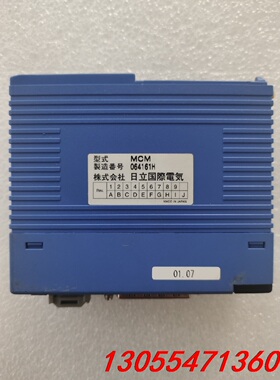 型式 MCM
製造番号 064161H
株式会社 日立国際電気
No. 1 2 3 4 5 6 7 8 9
A B C D E F G H I J
MADE IN JAPAN
01.07
13055471360